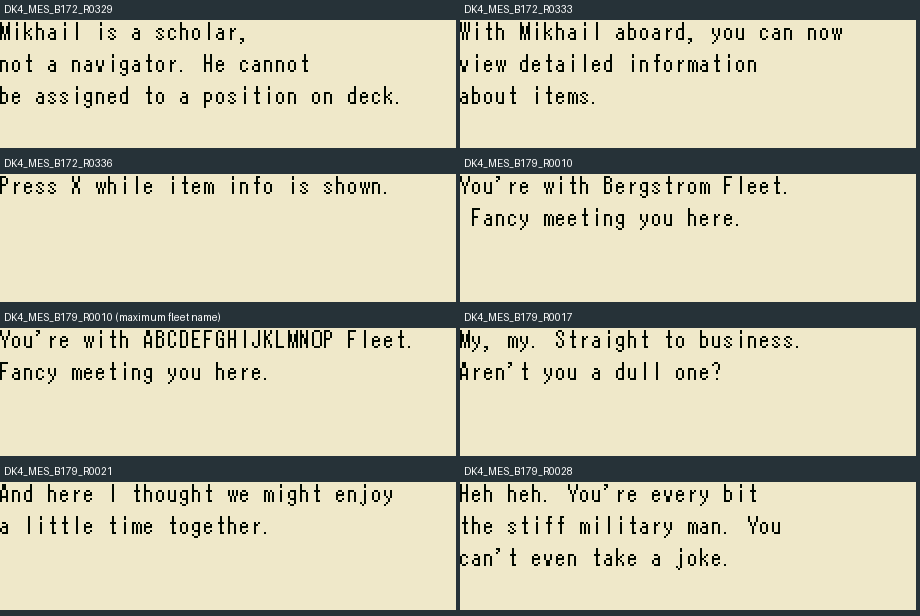 DK4_MES_B172_R0329
Mikhail is a scholar,
not a navigator. He cannot
be assigned to a position on deck.
DK4_MES_B172_R0333
With Mikhail aboard, you can now
view detailed information
about items.
DK4_MES_B172_R0336
Press X while item info is shown.
DK4_MES_B179_R0010
You're with Bergstrom Fleet.
Fancy meeting you here.
DK4_MES_B179_R0010 (maximum fleet name)
You're with ABCDEFGHIJKLMNOP Fleet.
Fancy meeting you here.
DK4_MES_B179_R0017
My, my. Straight to business.
Aren't you a dull one?
DK4_MES_B179_R0021
And here I thought we might enjoy
a little time together.
DK4_MES_B179_R0028
Heh heh. You're every bit
the stiff military man. You
can't even take a joke.